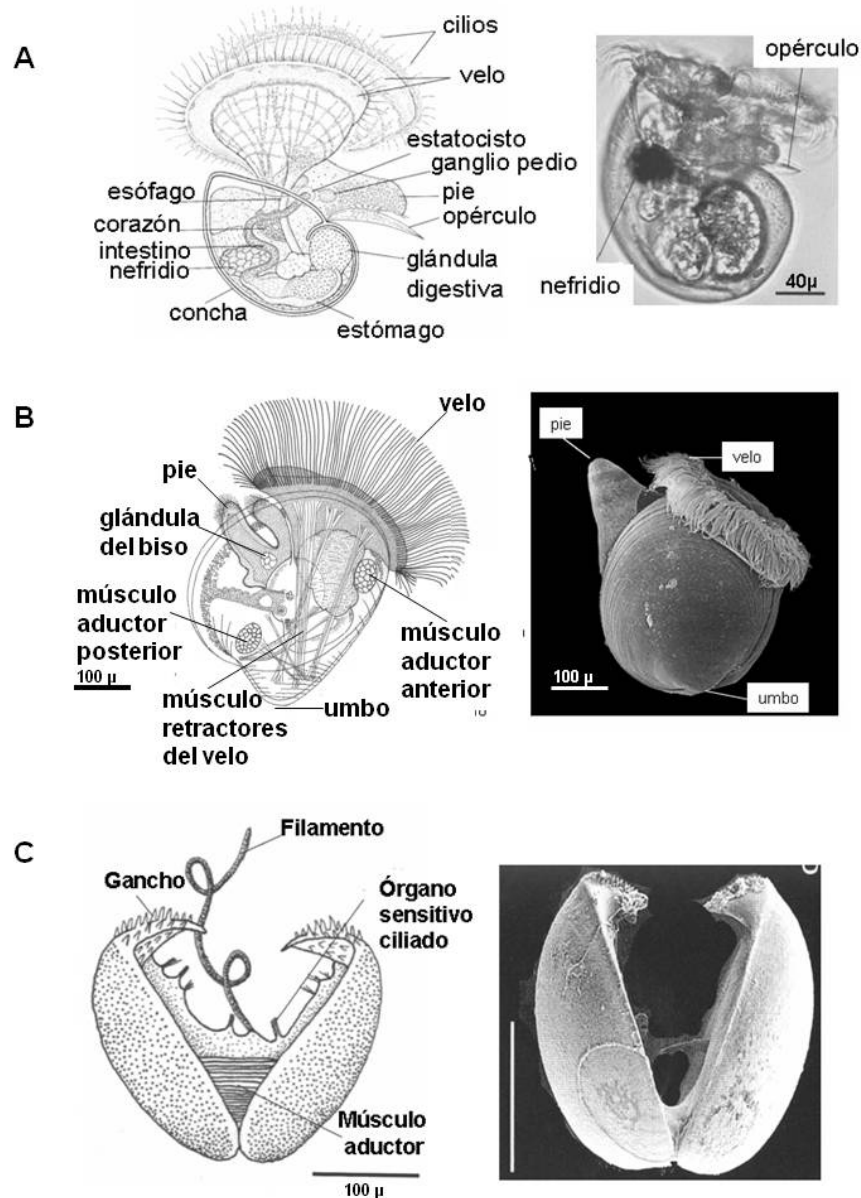 A
cilios
velo
estatocisto
ganglio pedio
pie
opérculo
esófago
corazón
intestino
nefridio
concha
glándula
digestiva
estómago
opérculo
nefridio
40µ
B
velo
pie
glándula
del biso
músculo
aductor
posterior
100 µ
músculo
retractores
del velo
umbo
músculo
aductor
anterior
pie
velo
100 µ
umbo
C
Filamento
Gancho
Órgano
sensitivo
ciliado
Músculo
aductor
100 µ